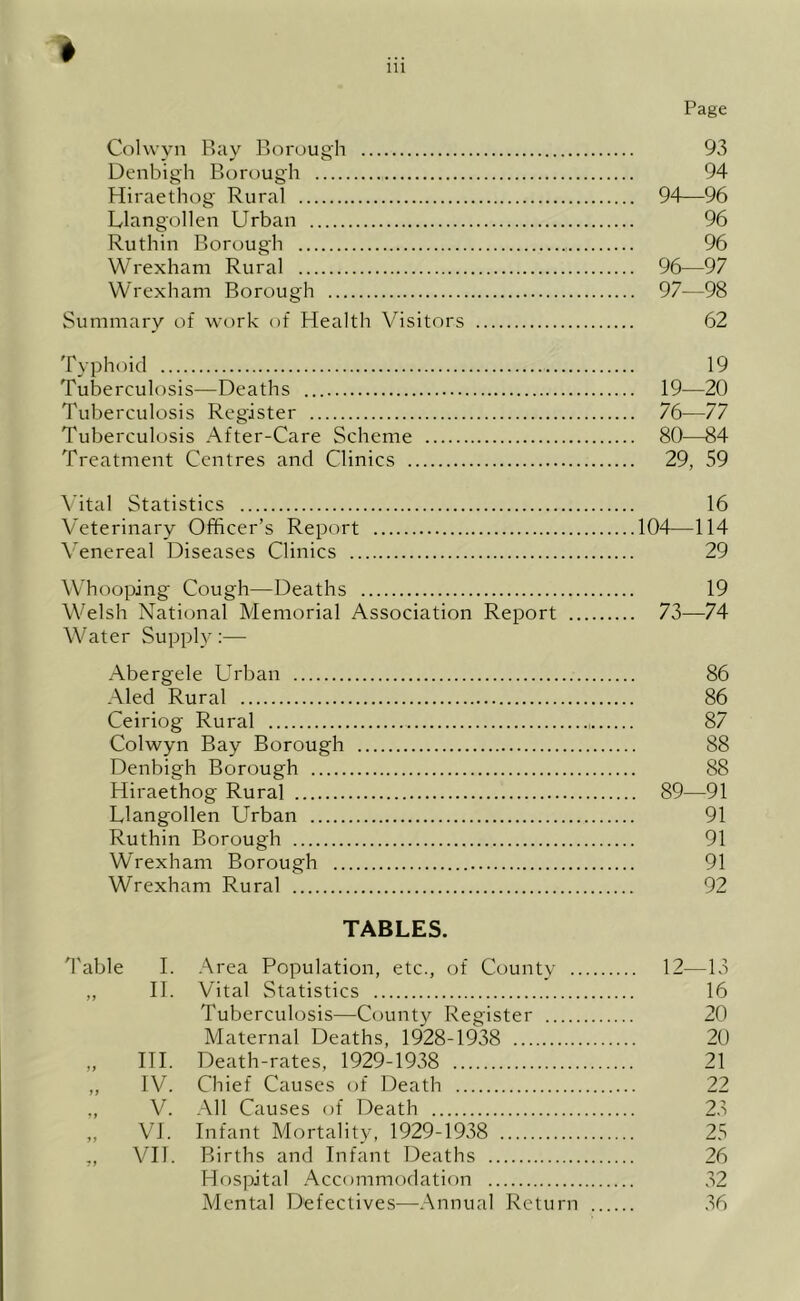 iii
Page
Colwyn Bay Borough ........ 93
Denbigh Borough ........ 94
Hiraethog Rural ........ 94—96
Llangollen Urban ........ 96
Ruthin Borough ........ 96
Wrexham Rural ........ 96—97
Wrexham Borough ........ 97—98
Summary of work of Health Visitors ........ 62
Typhoid ........ 19
Tuberculosis—Deaths ........ 19—20
Tuberculosis Register ........ 76—77
Tuberculosis After-Care Scheme ........ 80—84
Treatment Centres and Clinics ........ 29, 59
Vital Statistics ........ 16
Veterinary Officer's Report ........ 104—114
Venereal Diseases Clinics ........ 29
Whooping Cough—Deaths ........ 19
Welsh National Memorial Association Report ........ 73—74
Water Supply:—
Abergele Urban ........ 86
Aled Rural ........ 86
Ceiriog Rural ........ 87
Colwyn Bay Borough ........ 88
Denbigh Borough ........ 88
Hiraethog Rural ........ 89—91
Llangollen Urban ........ 91
Ruthin Borough ........ 91
Wrexham Borough ........ 91
Wrexham Rural ........ 92
TABLES.
Table I. Area Population, etc., of County ........ 12—13
„ II. Vital Statistics ........ 16
Tuberculosis—County Register ........ 20
Maternal Deaths, 1928-1938 ........ 20
„ III. Death-rates, 1929-1938 ........ 21
„ IV. Chief Causes of Death ........ 22
„ V. All Causes of Death ........ 23
„ VI. Infant Mortality, 1929-1938 ........ 25
„ VII. Births and Infant Deaths ........ 26
Hospital Accommodation ........ 32
Mental Defectives—Annual Return ...... 36